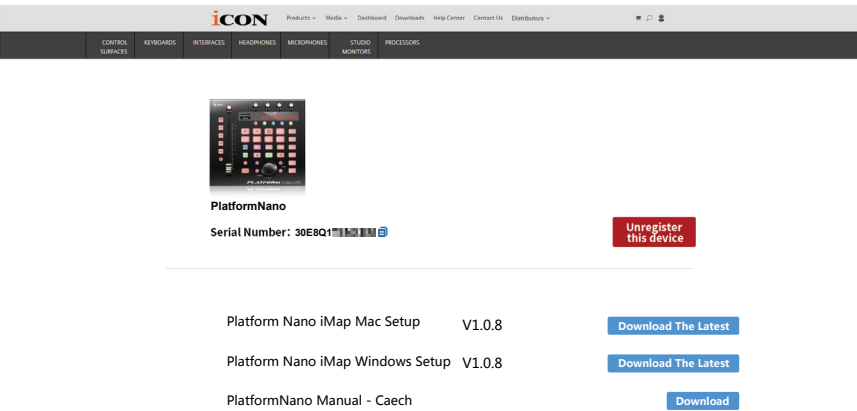 iCON Products Media Dashboard Downloads Help Center Contact Us Distributors
CONTROL SURFACES KEYBOARDS INTERFACES HEADPHONES MICROPHONES STUDIO MONITORS PROCESSORS
PLATFORM
PlatformNano
Serial Number: 30E8Q1
Unregister
this device
Platform Nano iMap Mac Setup V1.0.8 Download The Latest
Platform Nano iMap Windows Setup V1.0.8 Download The Latest
PlatformNano Manual - Caech Download